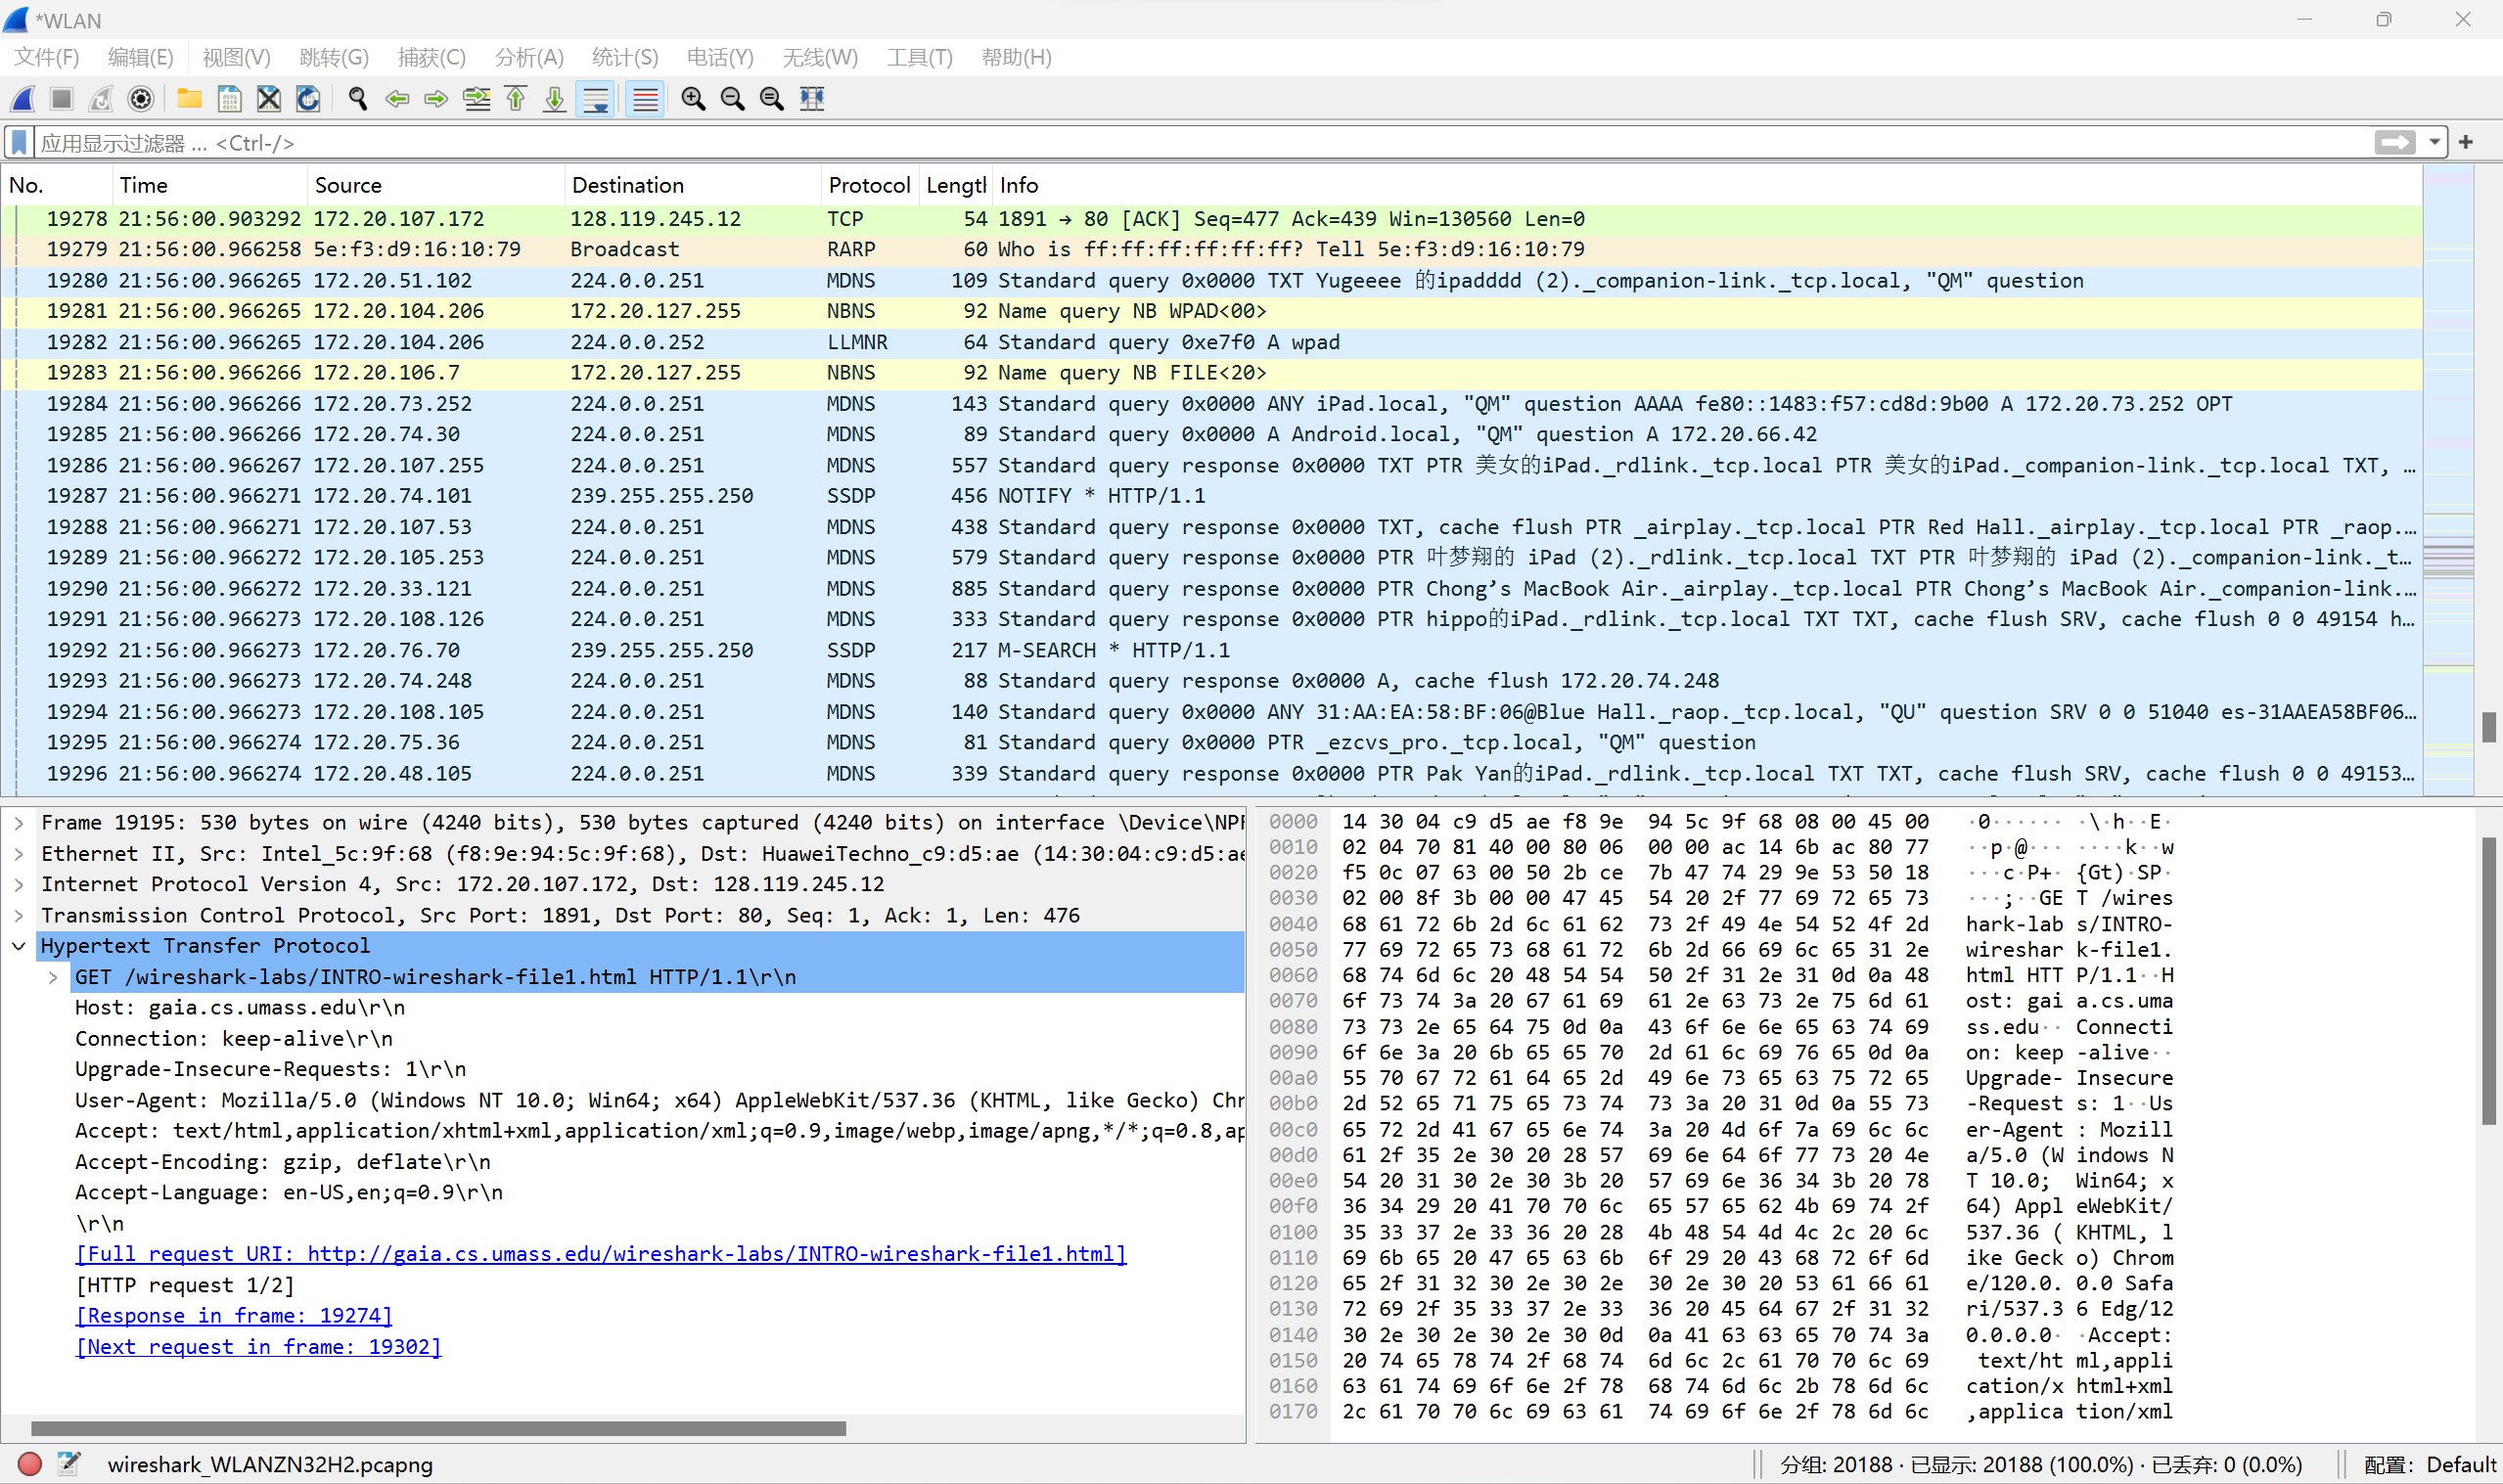 *WLAN
文件(F) 编辑(E) 视图(V) 跳转(G) 捕获(C) 分析(A) 统计(S) 电话(Y) 无线(W) 工具(T) 帮助(H)
应用显示过滤器 … <Ctrl-/>
No. Time Source Destination Protocol Length Info
19278 21:56:00.903292 172.20.107.172 128.119.245.12 TCP 54 1891 → 80 [ACK] Seq=477 Ack=439 Win=130560 Len=0
19279 21:56:00.966258 5e:f3:d9:16:10:79 Broadcast RARP 60 Who is ff:ff:ff:ff:ff:ff? Tell 5e:f3:d9:16:10:79
19280 21:56:00.966265 172.20.51.102 224.0.0.251 MDNS 109 Standard query 0x0000 TXT Yugeeee 的ipadddd (2)._companion-link._tcp.local, "QM" question
19281 21:56:00.966265 172.20.104.206 172.20.127.255 NBNS 92 Name query NB WPAD<00>
19282 21:56:00.966265 172.20.104.206 224.0.0.252 LLMNR 64 Standard query 0xe7f0 A wpad
19283 21:56:00.966266 172.20.106.7 172.20.127.255 NBNS 92 Name query NB FILE<20>
19284 21:56:00.966266 172.20.73.252 224.0.0.251 MDNS 143 Standard query 0x0000 ANY iPad.local, "QM" question AAAA fe80::1483:f57:cd8d:9b00 A 172.20.73.252 OPT
19285 21:56:00.966266 172.20.74.30 224.0.0.251 MDNS 89 Standard query 0x0000 A Android.local, "QM" question A 172.20.66.42
19286 21:56:00.966267 172.20.107.255 224.0.0.251 MDNS 557 Standard query response 0x0000 TXT PTR 美女的iPad._rdlink._tcp.local PTR 美女的iPad._companion-link._tcp.local TXT, …
19287 21:56:00.966271 172.20.74.101 239.255.255.250 SSDP 456 NOTIFY * HTTP/1.1
19288 21:56:00.966271 172.20.107.53 224.0.0.251 MDNS 438 Standard query response 0x0000 TXT, cache flush PTR _airplay._tcp.local PTR Red Hall._airplay._tcp.local PTR _raop.…
19289 21:56:00.966272 172.20.105.253 224.0.0.251 MDNS 579 Standard query response 0x0000 PTR 叶梦翔的 iPad (2)._rdlink._tcp.local TXT PTR 叶梦翔的 iPad (2)._companion-link._t…
19290 21:56:00.966272 172.20.33.121 224.0.0.251 MDNS 885 Standard query response 0x0000 PTR Chong’s MacBook Air._airplay._tcp.local PTR Chong’s MacBook Air._companion-link.…
19291 21:56:00.966273 172.20.108.126 224.0.0.251 MDNS 333 Standard query response 0x0000 PTR hippo的iPad._rdlink._tcp.local TXT TXT, cache flush SRV, cache flush 0 0 49154 h…
19292 21:56:00.966273 172.20.76.70 239.255.255.250 SSDP 217 M-SEARCH * HTTP/1.1
19293 21:56:00.966273 172.20.74.248 224.0.0.251 MDNS 88 Standard query response 0x0000 A, cache flush 172.20.74.248
19294 21:56:00.966273 172.20.108.105 224.0.0.251 MDNS 140 Standard query 0x0000 ANY 31:AA:EA:58:BF:06@Blue Hall._raop._tcp.local, "QU" question SRV 0 0 51040 es-31AAEA58BF06…
19295 21:56:00.966274 172.20.75.36 224.0.0.251 MDNS 81 Standard query 0x0000 PTR _ezcvs_pro._tcp.local, "QM" question
19296 21:56:00.966274 172.20.48.105 224.0.0.251 MDNS 339 Standard query response 0x0000 PTR Pak Yan的iPad._rdlink._tcp.local TXT TXT, cache flush SRV, cache flush 0 0 49153…
Frame 19195: 530 bytes on wire (4240 bits), 530 bytes captured (4240 bits) on interface \Device\NPF
Ethernet II, Src: Intel_5c:9f:68 (f8:9e:94:5c:9f:68), Dst: HuaweiTechno_c9:d5:ae (14:30:04:c9:d5:ae
Internet Protocol Version 4, Src: 172.20.107.172, Dst: 128.119.245.12
Transmission Control Protocol, Src Port: 1891, Dst Port: 80, Seq: 1, Ack: 1, Len: 476
Hypertext Transfer Protocol
GET /wireshark-labs/INTRO-wireshark-file1.html HTTP/1.1\r\n
Host: gaia.cs.umass.edu\r\n
Connection: keep-alive\r\n
Upgrade-Insecure-Requests: 1\r\n
User-Agent: Mozilla/5.0 (Windows NT 10.0; Win64; x64) AppleWebKit/537.36 (KHTML, like Gecko) Chr
Accept: text/html,application/xhtml+xml,application/xml;q=0.9,image/webp,image/apng,*/*;q=0.8,ap
Accept-Encoding: gzip, deflate\r\n
Accept-Language: en-US,en;q=0.9\r\n
\r\n
[Full request URI: http://gaia.cs.umass.edu/wireshark-labs/INTRO-wireshark-file1.html]
[HTTP request 1/2]
[Response in frame: 19274]
[Next request in frame: 19302]
0000 14 30 04 c9 d5 ae f8 9e 94 5c 9f 68 08 00 45 00 ·0······ ·\·h··E·
0010 02 04 70 81 40 00 80 06 00 00 ac 14 6b ac 80 77 ··p·@··· ····k··w
0020 f5 0c 07 63 00 50 2b ce 7b 47 74 29 9e 53 50 18 ···c·P+· {Gt)·SP·
0030 02 00 8f 3b 00 00 47 45 54 20 2f 77 69 72 65 73 ···;··GE T /wires
0040 68 61 72 6b 2d 6c 61 62 73 2f 49 4e 54 52 4f 2d hark-lab s/INTRO-
0050 77 69 72 65 73 68 61 72 6b 2d 66 69 6c 65 31 2e wireshar k-file1.
0060 68 74 6d 6c 20 48 54 54 50 2f 31 2e 31 0d 0a 48 html HTT P/1.1··H
0070 6f 73 74 3a 20 67 61 69 61 2e 63 73 2e 75 6d 61 ost: gai a.cs.uma
0080 73 73 2e 65 64 75 0d 0a 43 6f 6e 6e 65 63 74 69 ss.edu·· Connecti
0090 6f 6e 3a 20 6b 65 65 70 2d 61 6c 69 76 65 0d 0a on: keep -alive··
00a0 55 70 67 72 61 64 65 2d 49 6e 73 65 63 75 72 65 Upgrade- Insecure
00b0 2d 52 65 71 75 65 73 74 73 3a 20 31 0d 0a 55 73 -Request s: 1··Us
00c0 65 72 2d 41 67 65 6e 74 3a 20 4d 6f 7a 69 6c 6c er-Agent : Mozill
00d0 61 2f 35 2e 30 20 28 57 69 6e 64 6f 77 73 20 4e a/5.0 (W indows N
00e0 54 20 31 30 2e 30 3b 20 57 69 6e 36 34 3b 20 78 T 10.0;  Win64; x
00f0 36 34 29 20 41 70 70 6c 65 57 65 62 4b 69 74 2f 64) Appl eWebKit/
0100 35 33 37 2e 33 36 20 28 4b 48 54 4d 4c 2c 20 6c 537.36 ( KHTML, l
0110 69 6b 65 20 47 65 63 6b 6f 29 20 43 68 72 6f 6d ike Geck o) Chrom
0120 65 2f 31 32 30 2e 30 2e 30 2e 30 20 53 61 66 61 e/120.0. 0.0 Safa
0130 72 69 2f 35 33 37 2e 33 36 20 45 64 67 2f 31 32 ri/537.3 6 Edg/12
0140 30 2e 30 2e 30 2e 30 0d 0a 41 63 63 65 70 74 3a 0.0.0.0· ·Accept:
0150 20 74 65 78 74 2f 68 74 6d 6c 2c 61 70 70 6c 69 text/ht ml,appli
0160 63 61 74 69 6f 6e 2f 78 68 74 6d 6c 2b 78 6d 6c cation/x html+xml
0170 2c 61 70 70 6c 69 63 61 74 69 6f 6e 2f 78 6d 6c ,applica tion/xml
wireshark_WLANZN32H2.pcapng 分组: 20188 · 已显示: 20188 (100.0%) · 已丢弃: 0 (0.0%) 配置: Default